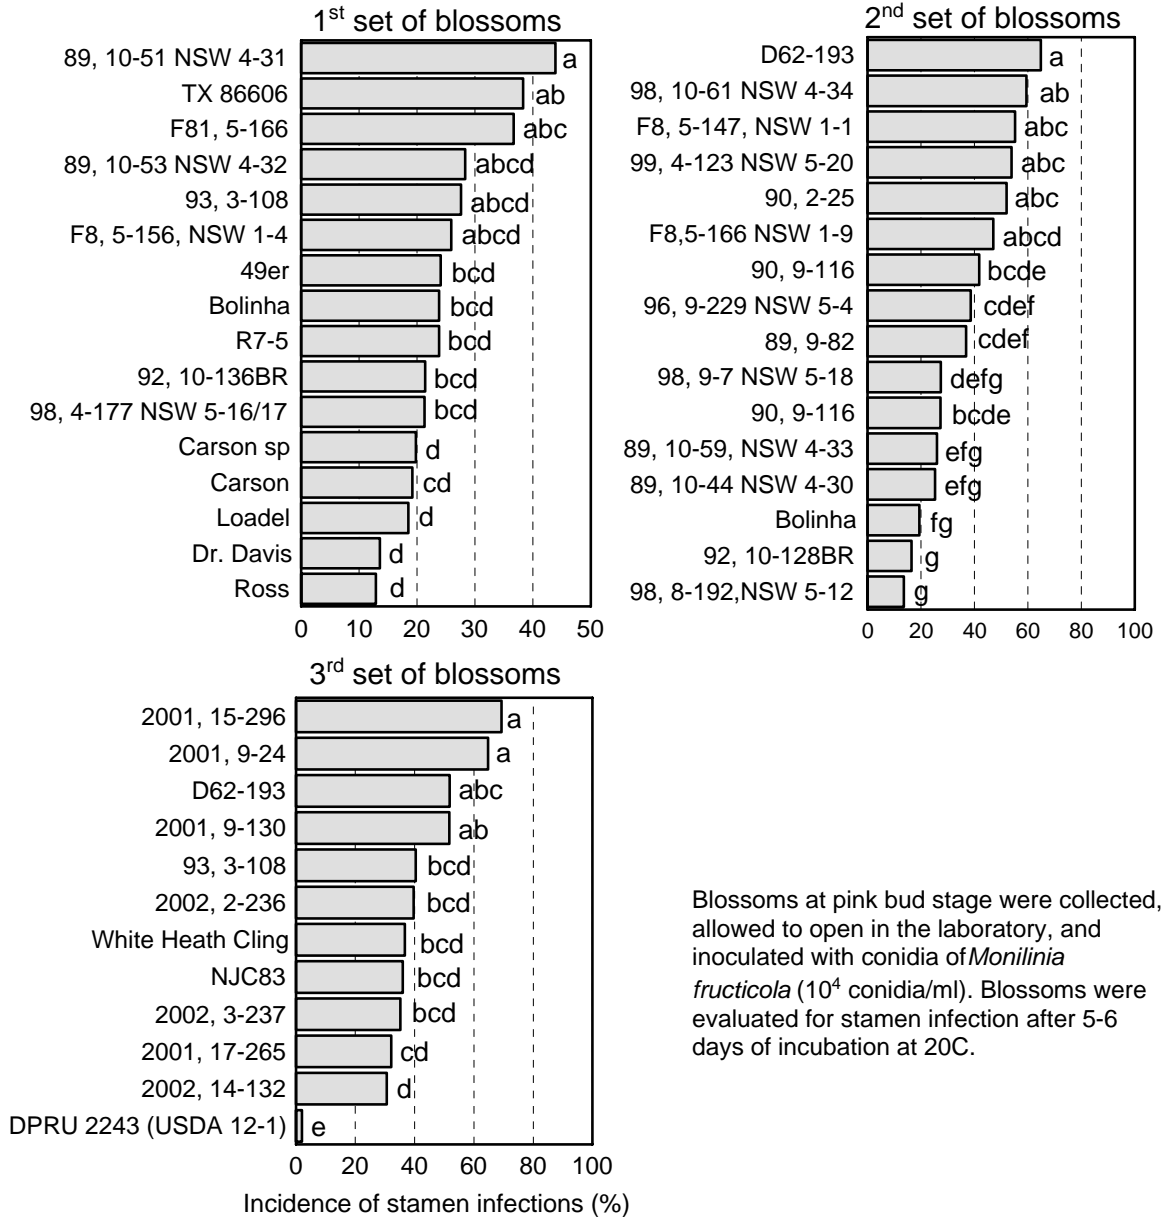 1st set of blossoms
89, 10-51 NSW 4-31 a
TX 86606 ab
F81, 5-166 abc
89, 10-53 NSW 4-32 abcd
93, 3-108 abcd
F8, 5-156, NSW 1-4 abcd
49er bcd
Bolinha bcd
R7-5 bcd
92, 10-136BR bcd
98, 4-177 NSW 5-16/17 bcd
Carson sp d
Carson cd
Loadel d
Dr. Davis d
Ross d
0 10 20 30 40 50
2nd set of blossoms
D62-193 a
98, 10-61 NSW 4-34 ab
F8, 5-147, NSW 1-1 abc
99, 4-123 NSW 5-20 abc
90, 2-25 abc
F8,5-166 NSW 1-9 abcd
90, 9-116 bcde
96, 9-229 NSW 5-4 cdef
89, 9-82 cdef
98, 9-7 NSW 5-18 defg
90, 9-116 bcde
89, 10-59, NSW 4-33 efg
89, 10-44 NSW 4-30 efg
Bolinha fg
92, 10-128BR g
98, 8-192,NSW 5-12 g
0 20 40 60 80 100
3rd set of blossoms
2001, 15-296 a
2001, 9-24 a
D62-193 abc
2001, 9-130 ab
93, 3-108 bcd
2002, 2-236 bcd
White Heath Cling bcd
NJC83 bcd
2002, 3-237 bcd
2001, 17-265 cd
2002, 14-132 d
DPRU 2243 (USDA 12-1) e
0 20 40 60 80 100
Incidence of stamen infections (%)
Blossoms at pink bud stage were collected,
allowed to open in the laboratory, and
inoculated with conidia of Monilinia
fructicola (10⁴ conidia/ml). Blossoms were
evaluated for stamen infection after 5-6
days of incubation at 20C.